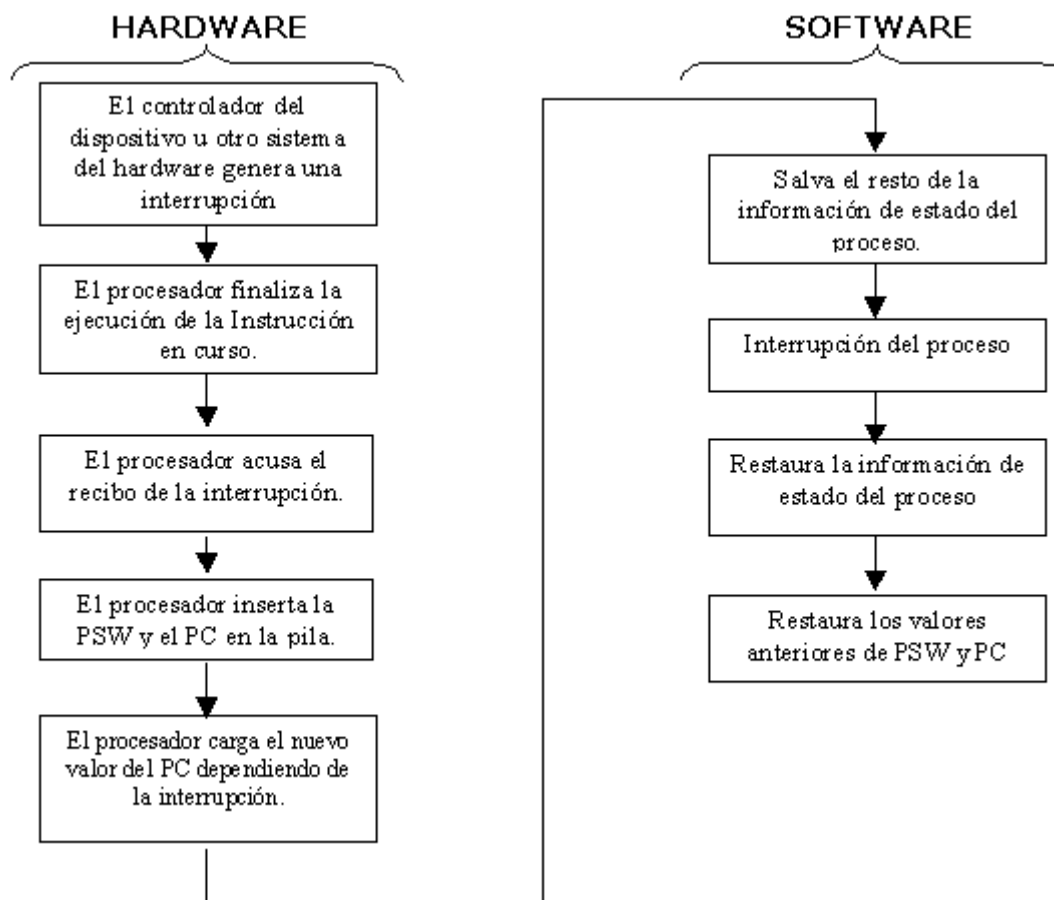 HARDWARE
El controlador del
dispositivo u otro sistema
del hardware genera una
interrupción
El procesador finaliza la
ejecución de la Instrucción
en curso.
El procesador acusa el
recibo de la interrupción.
El procesador inserta la
PSW y el PC en la pila.
El procesador carga el nuevo
valor del PC dependiendo de
la interrupción.
SOFTWARE
Salva el resto de la
información de estado del
proceso.
Interrupción del proceso
Restaura la información de
estado del proceso
Restaura los valores
anteriores de PSW y PC